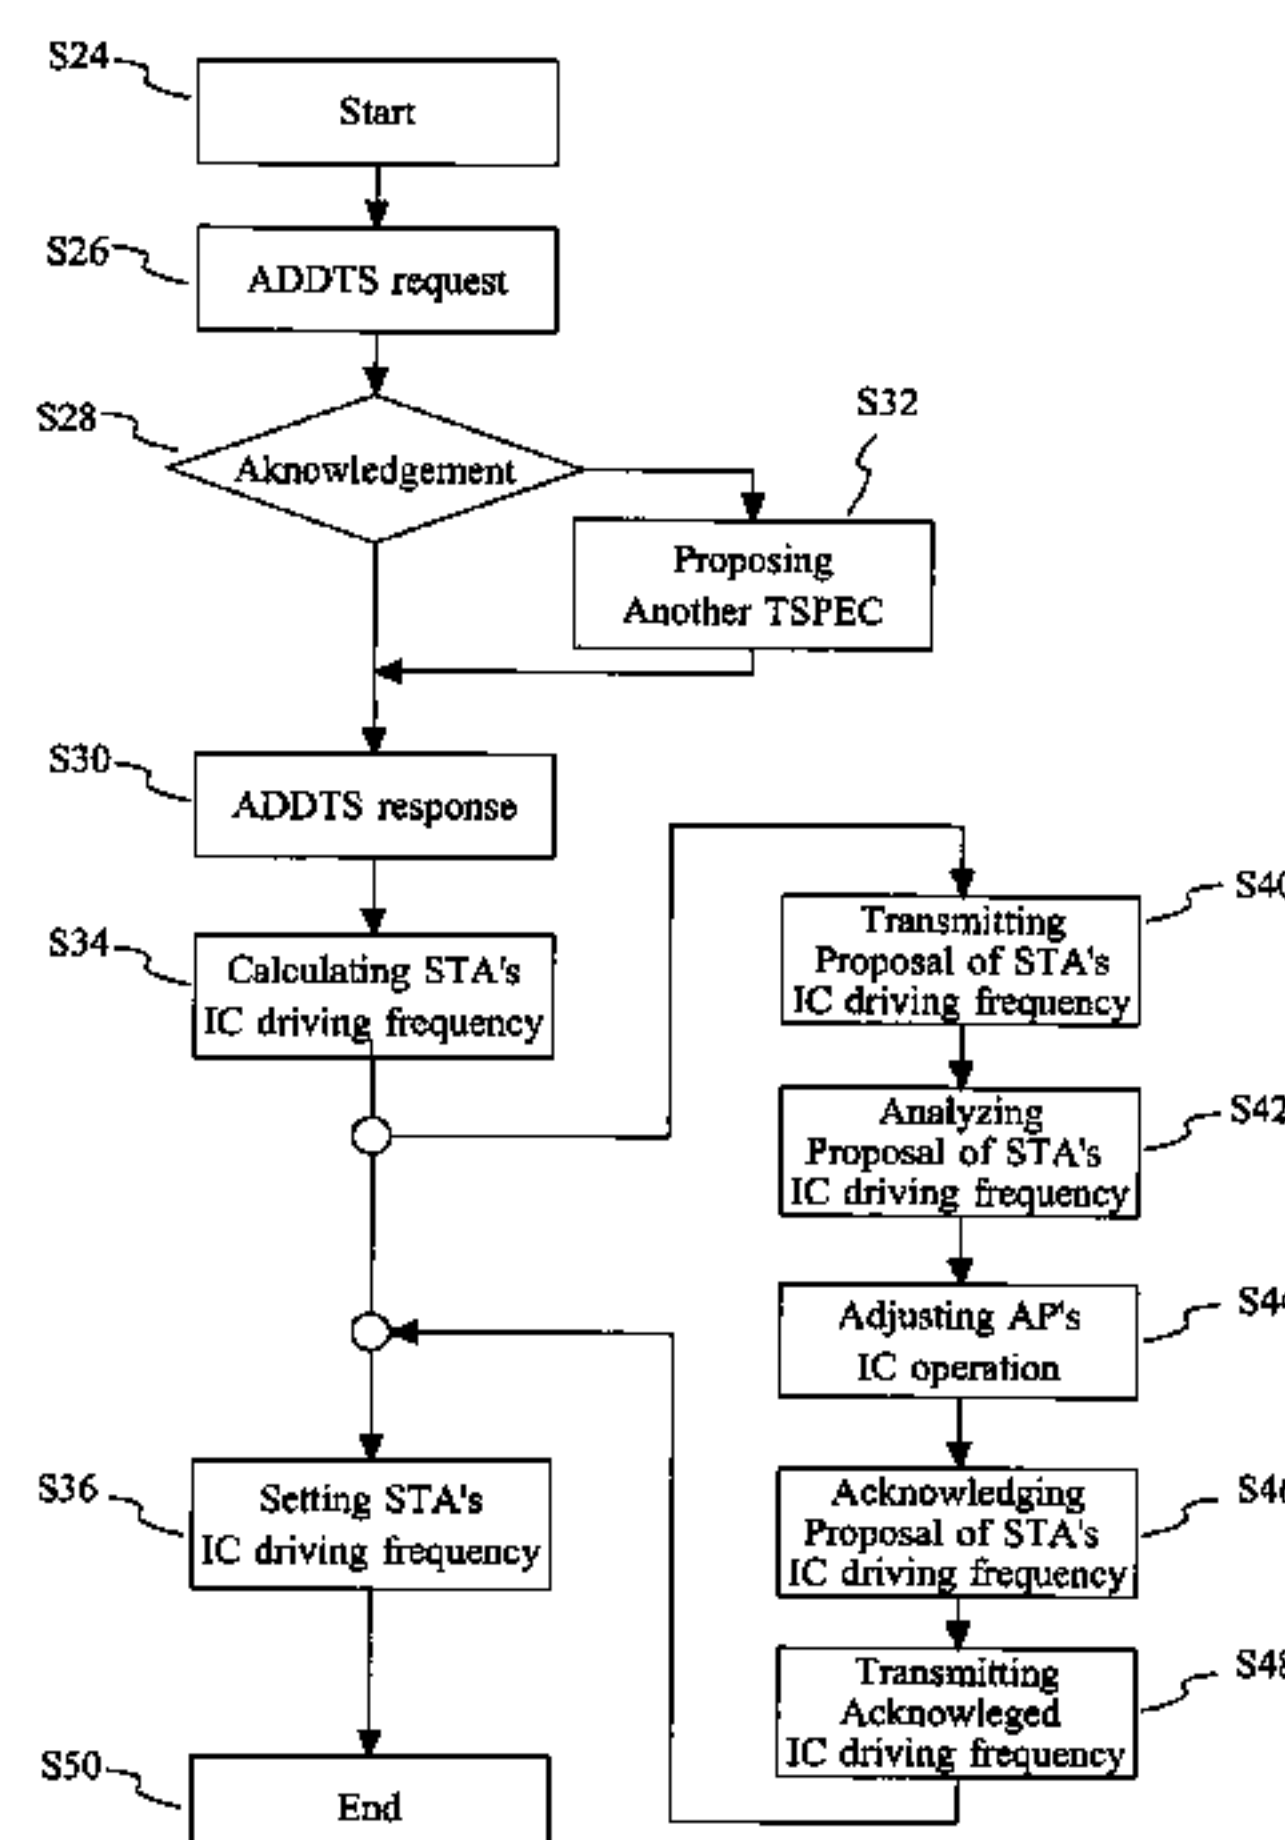 S24
Start
S26
ADDTS request
S28
Aknowledgement
S32
Proposing
Another TSPEC
S30
ADDTS response
S34
Calculating STA's
IC driving frequency
S40
Transmitting
Proposal of STA's
IC driving frequency
S42
Analyzing
Proposal of STA's
IC driving frequency
Adjusting AP's
IC operation
S36
Setting STA's
IC driving frequency
Acknowledging
Proposal of STA's
IC driving frequency
S48
Transmitting
Acknowleged
IC driving frequency
S50
End